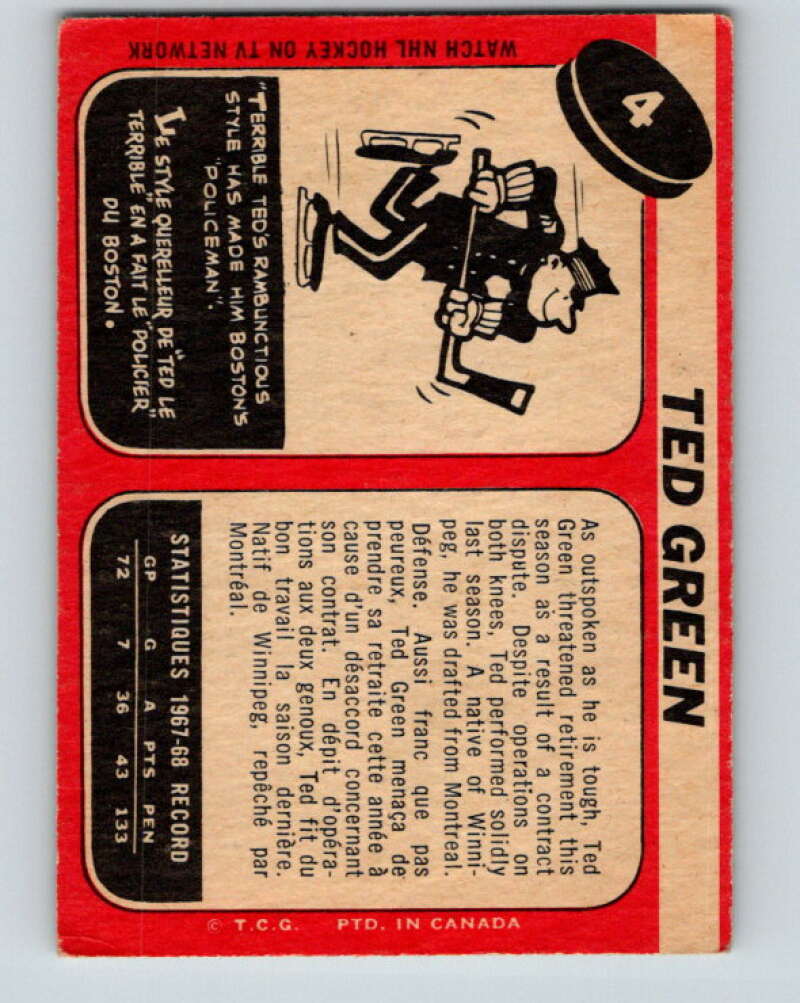 4
TED GREEN
WATCH NHL HOCKEY ON TV NETWORK
"TERRIBLE TED'S RAMBUNCTIOUS
STYLE HAS MADE HIM BOSTON'S
"POLICEMAN".
LE STYLE QUERELLEUR DE "TED LE
TERRIBLE" EN A FAIT LE "POLICIER"
DU BOSTON.
As outspoken as he is tough, Ted
Green threatened retirement this
season as a result of a contract
dispute. Despite operations on
both knees, Ted performed solidly
last season. A native of Winni-
peg, he was drafted from Montreal.
Défense. Aussi franc que pas
peureux, Ted Green menaça de
prendre sa retraite cette année à
cause d'un désaccord concernant
son contrat. En dépit d'opéra-
tions aux deux genoux, Ted fit du
bon travail la saison dernière.
Natif de Winnipeg, repêché par
Montréal.
STATISTIQUES 1967-68 RECORD
GP G A PTS PEN
72 7 36 43 133
© T.C.G. PTD. IN CANADA